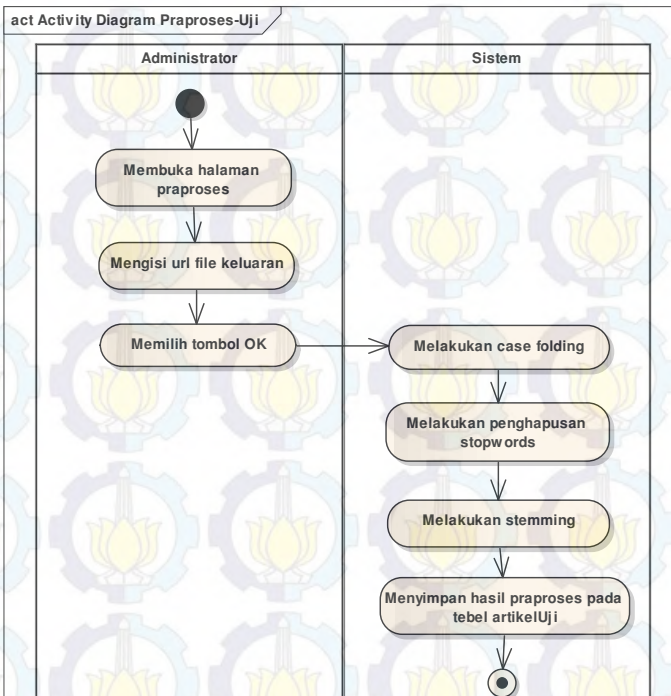 act Activity Diagram Praproses-Uji
Administrator
Sistem
Membuka halaman
praproses
Mengisi url file keluaran
Memilih tombol OK
Melakukan case folding
Melakukan penghapusan
stopwords
Melakukan stemming
Menyimpan hasil praproses pada
tebel artikelUji